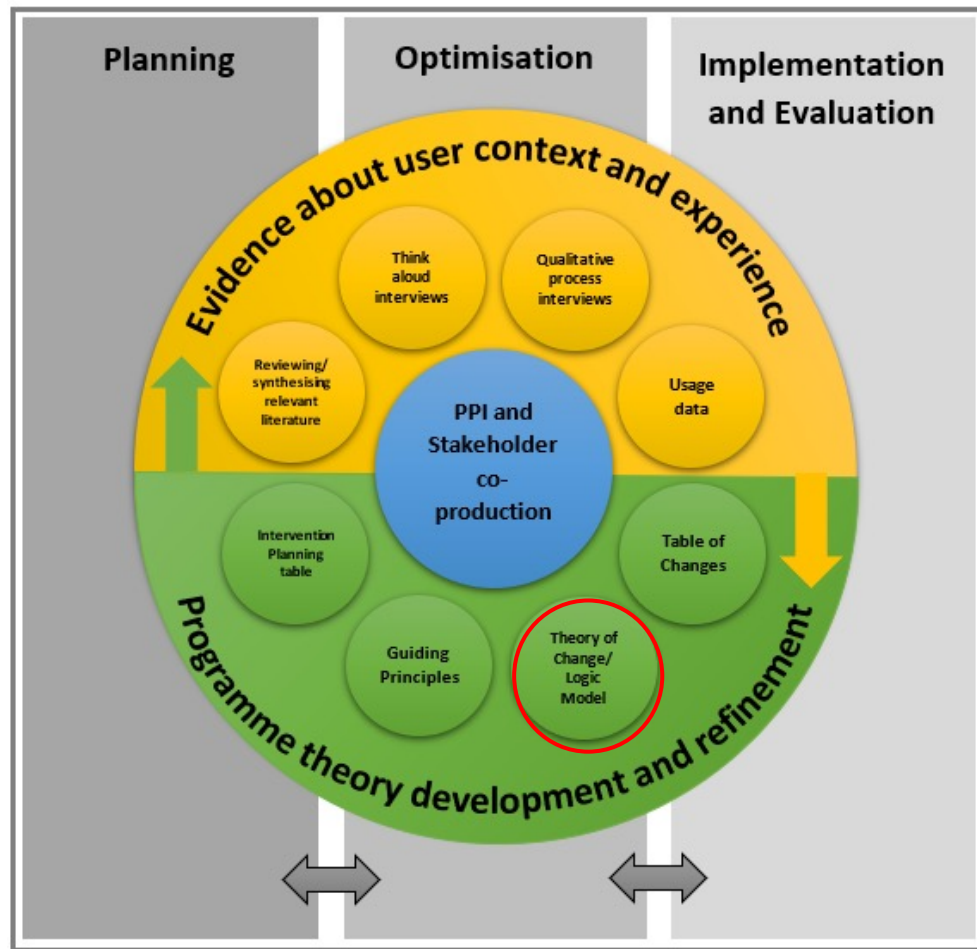 Planning
Optimisation
Implementation
and Evaluation
Evidence about user context and experience
Think
aloud
interviews
Qualitative
process
interviews
Reviewing/
synthesising
relevant
literature
Usage
data
PPI and
Stakeholder
co-
production
Intervention
Planning
table
Table of
Changes
Guiding
Principles
Theory of
Change/
Logic
Model
Programme theory development and refinement